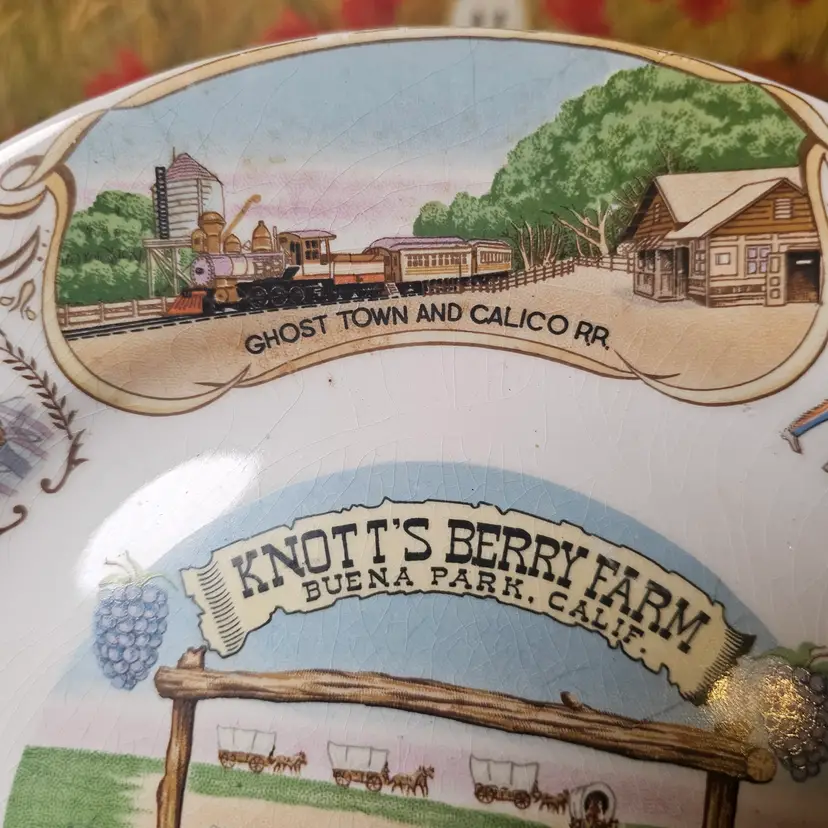 GHOST TOWN AND CALICO RR.
KNOTT'S BERRY FARM
BUENA PARK, CALIF.